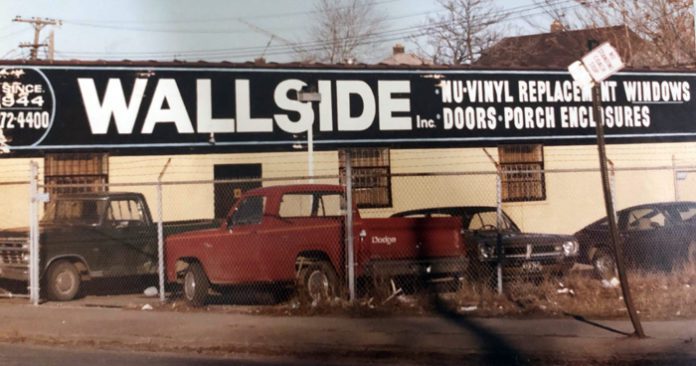 SINCE
1944
72-4400
WALLSIDE Inc.
NU-VINYL REPLACEMENT WINDOWS
DOORS·PORCH ENCLOSURES
Dodge